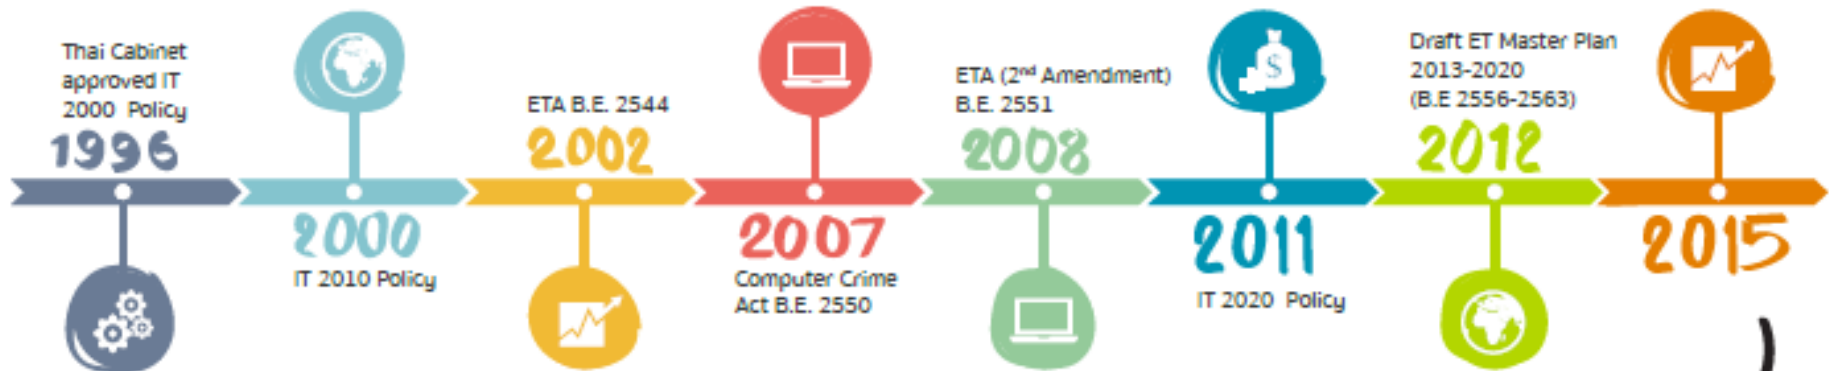 Thai Cabinet
approved IT
2000 Policy
1996
2000
IT 2010 Policy
ETA B.E. 2544
2002
2007
Computer Crime
Act B.E. 2550
ETA (2nd Amendment)
B.E. 2551
2008
$
2011
IT 2020 Policy
Draft ET Master Plan
2013-2020
(B.E 2556-2563)
2012
2015
)